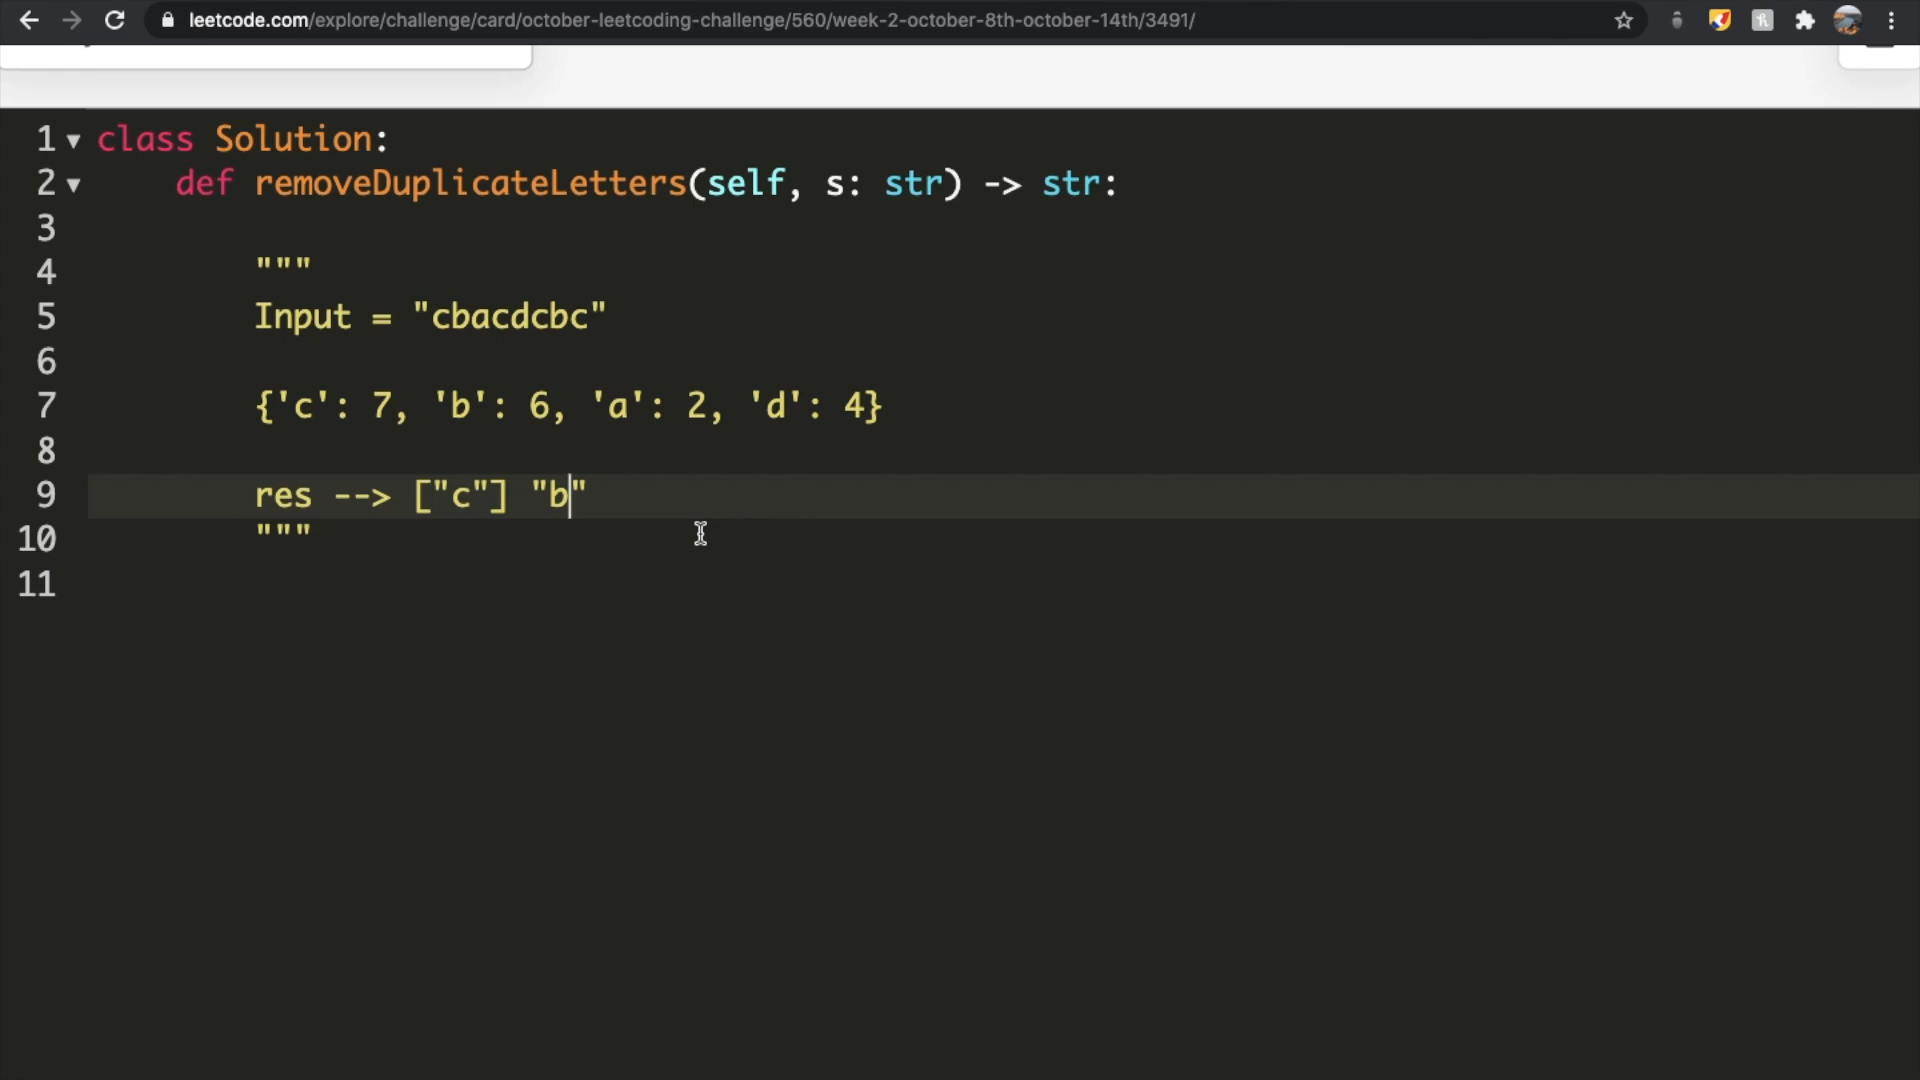 leetcode.com/explore/challenge/card/october-leetcoding-challenge/560/week-2-october-8th-october-14th/3491/
1 class Solution:
2 def removeDuplicateLetters(self, s: str) -> str:
3
4 """
5 Input = "cbacdcbc"
6
7 {'c': 7, 'b': 6, 'a': 2, 'd': 4}
8
9 res --> ["c"] "b"
10 """
11